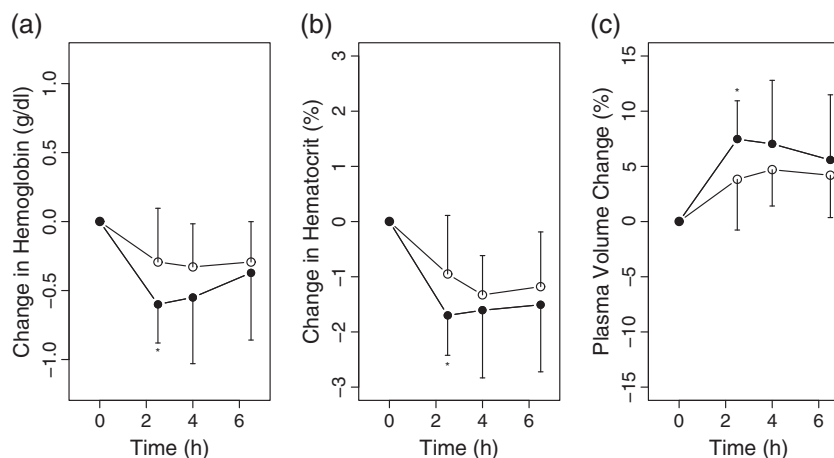 (a)
Change in Hemoglobin (g/dl)
1.0
0.5
0.0
−0.5
−1.0
*
0 2 4 6
Time (h)
(b)
Change in Hematocrit (%)
3
2
1
0
−1
−2
−3
*
0 2 4 6
Time (h)
(c)
Plasma Volume Change (%)
15
10
5
0
−5
−10
−15
*
0 2 4 6
Time (h)